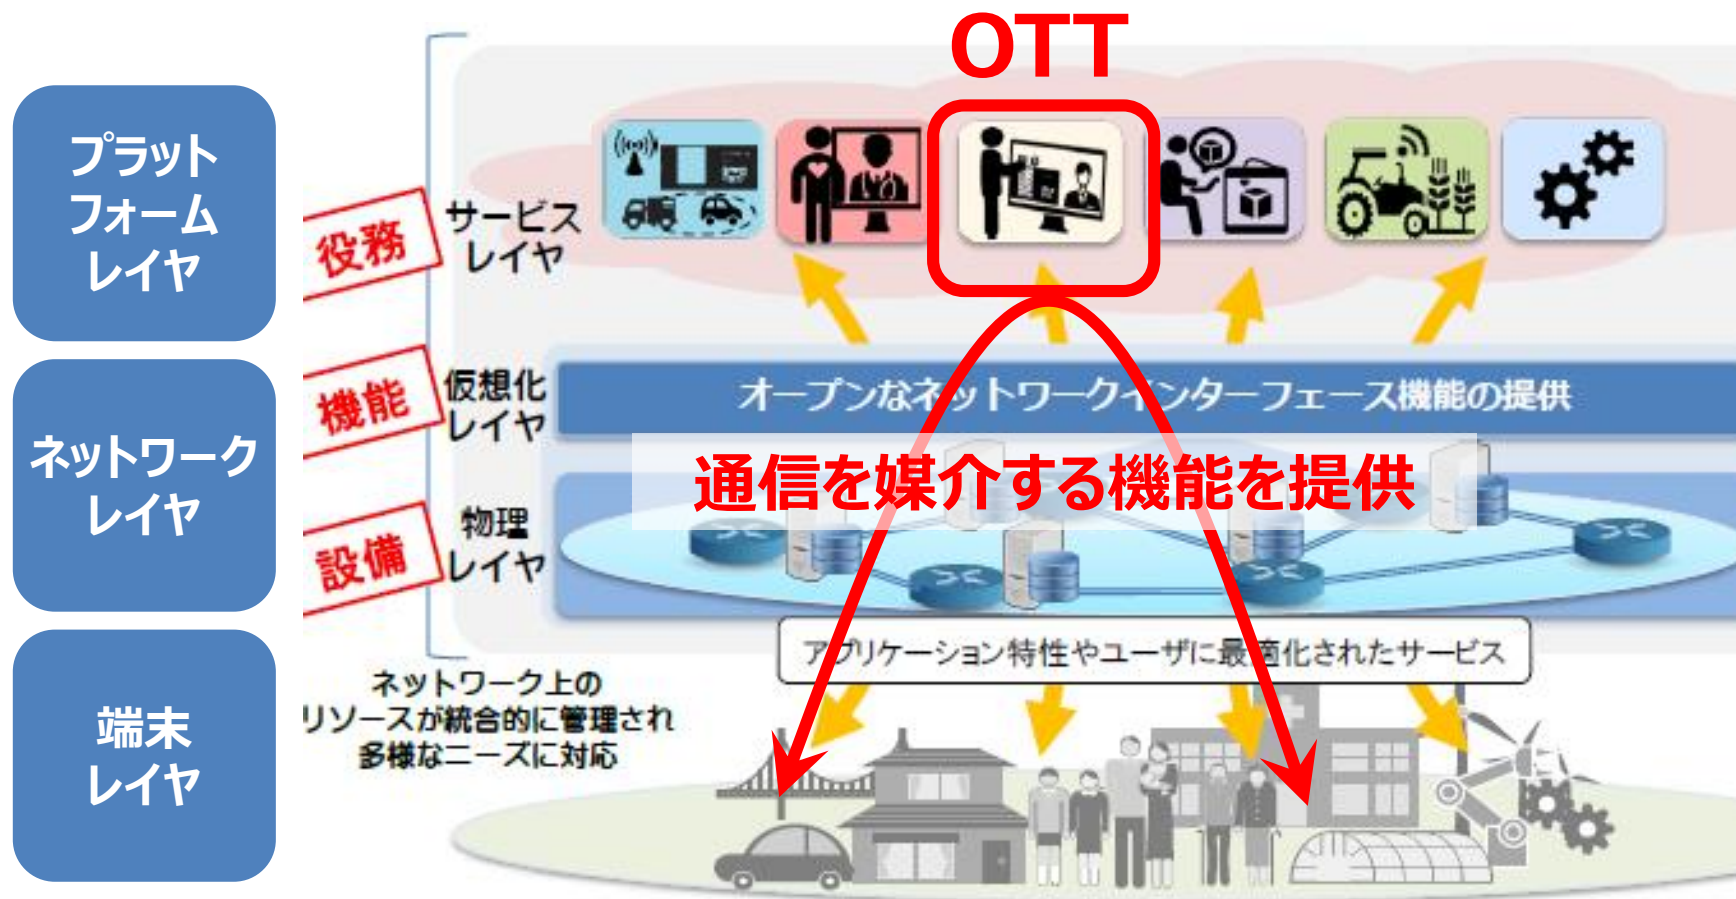 OTT
プラット
フォーム
レイヤ
役務
サービス
レイヤ
ネットワーク
レイヤ
機能
仮想化
レイヤ
オープンなネットワークインターフェース機能の提供
通信を媒介する機能を提供
設備
物理
レイヤ
アプリケーション特性やユーザに最適化されたサービス
端末
レイヤ
ネットワーク上の
リソースが統合的に管理され
多様なニーズに対応